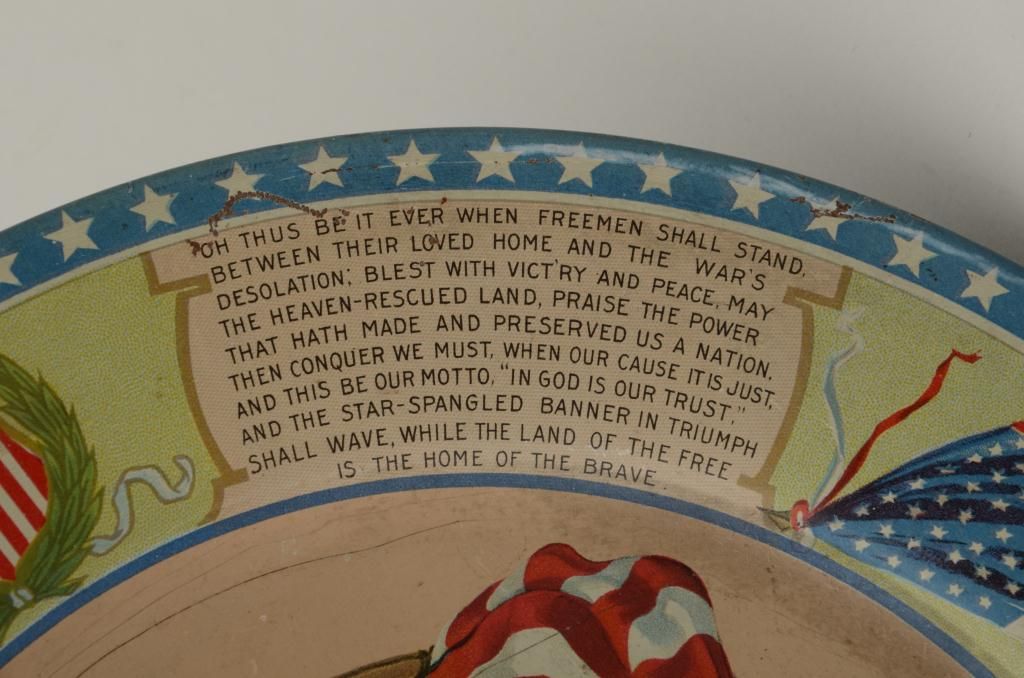 OH THUS BE IT EVER WHEN FREEMEN SHALL STAND,
BETWEEN THEIR LOVED HOME AND THE WAR'S
DESOLATION; BLEST WITH VICT'RY AND PEACE, MAY
THE HEAVEN-RESCUED LAND, PRAISE THE POWER
THAT HATH MADE AND PRESERVED US A NATION,
THEN CONQUER WE MUST, WHEN OUR CAUSE IT IS JUST,
AND THIS BE OUR MOTTO, "IN GOD IS OUR TRUST,"
AND THE STAR-SPANGLED BANNER IN TRIUMPH
SHALL WAVE, WHILE THE LAND OF THE FREE
IS THE HOME OF THE BRAVE.